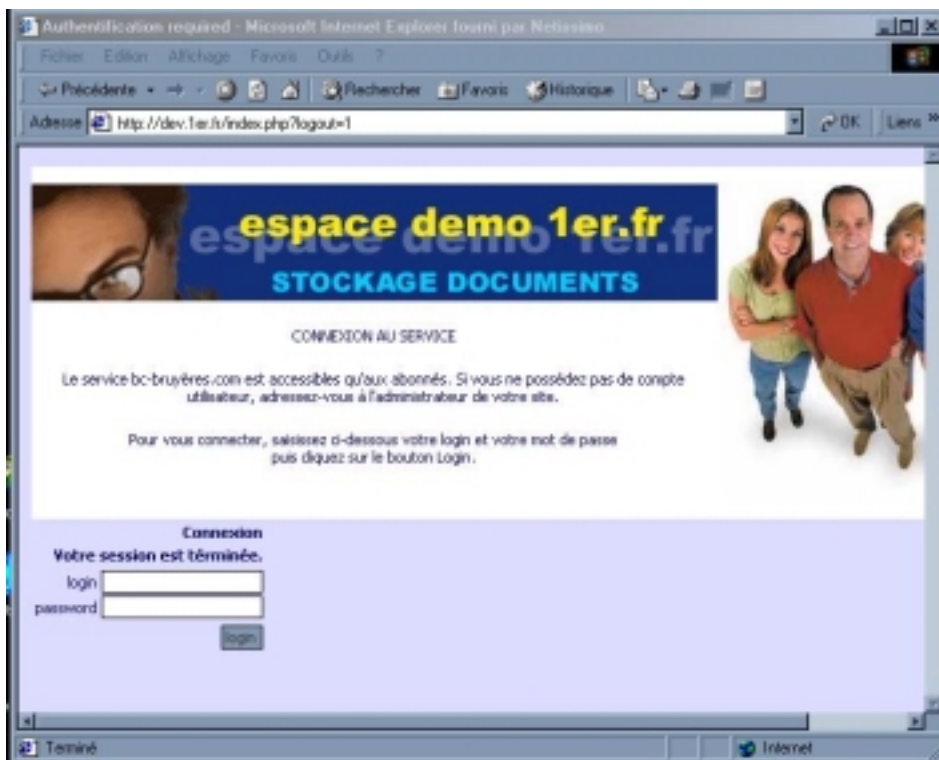 Authentification required - Microsoft Internet Explorer fourni par Netissimo
Fichier Edition Affichage Favoris Outils ?
Précédente Rechercher Favoris Historique
Adresse http://dev.1er.fr/index.php?logout=1 OK Liens »
espace demo 1er.fr
espace demo 1er.fr
STOCKAGE DOCUMENTS
CONNEXION AU SERVICE
Le service bc-bruyères.com est accessibles qu'aux abonnés. Si vous ne possédez pas de compte
utilisateur, adressez-vous à l'administrateur de votre site.
Pour vous connecter, saisissez ci-dessous votre login et votre mot de passe
puis cliquez sur le bouton Login.
Connexion
Votre session est términée.
login
password
login
Terminé Internet